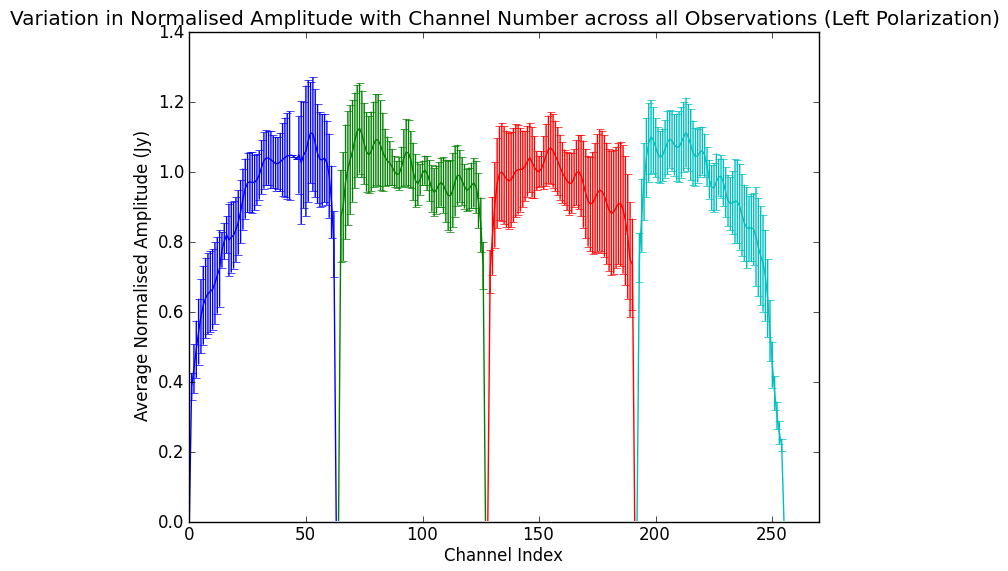 Variation in Normalised Amplitude with Channel Number across all Observations (Left Polarization)
1.4
1.2
1.0
0.8
0.6
0.4
0.2
0.0
Average Normalised Amplitude (Jy)
0 50 100 150 200 250
Channel Index